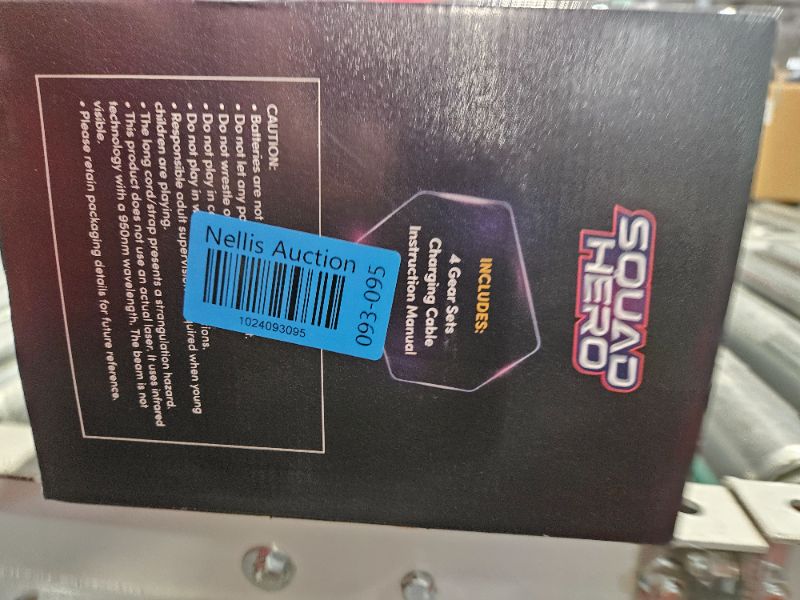 SQUAD
HERO
INCLUDES:
4 Gear Sets
Charging Cable
Instruction Manual
CAUTION:
• Batteries are not
• Do not let any
• Do not wrestle
• Do not play in
• Do not play in
• Responsible adult supervision required when young
children are playing.
• The long cord/strap presents a strangulation hazard.
• This product does not use an actual laser. It uses infrared
technology with a 950nm wavelength. The beam is not
visible.
• Please retain packaging details for future reference.
Nellis Auction
1024093095
093-095